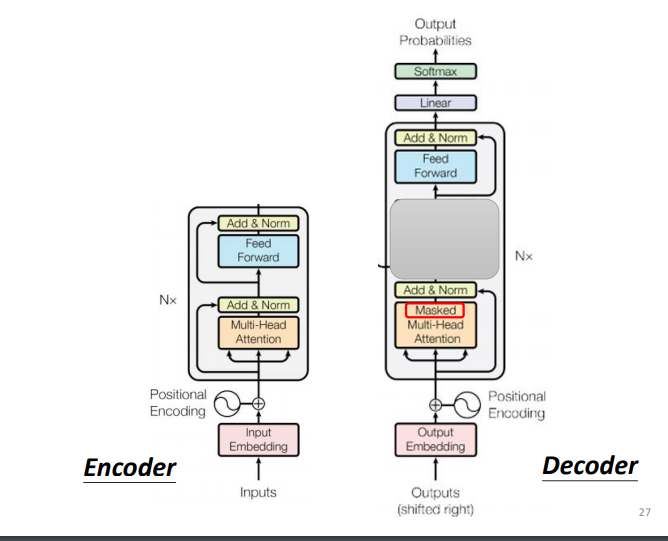 Output
Probabilities
Softmax
Linear
Add & Norm
Feed
Forward
Nx
Add & Norm
Masked
Multi-Head
Attention
Positional
Encoding
Output
Embedding
Outputs
(shifted right)
Decoder
Add & Norm
Feed
Forward
Nx
Add & Norm
Multi-Head
Attention
Positional
Encoding
Input
Embedding
Inputs
Encoder
27